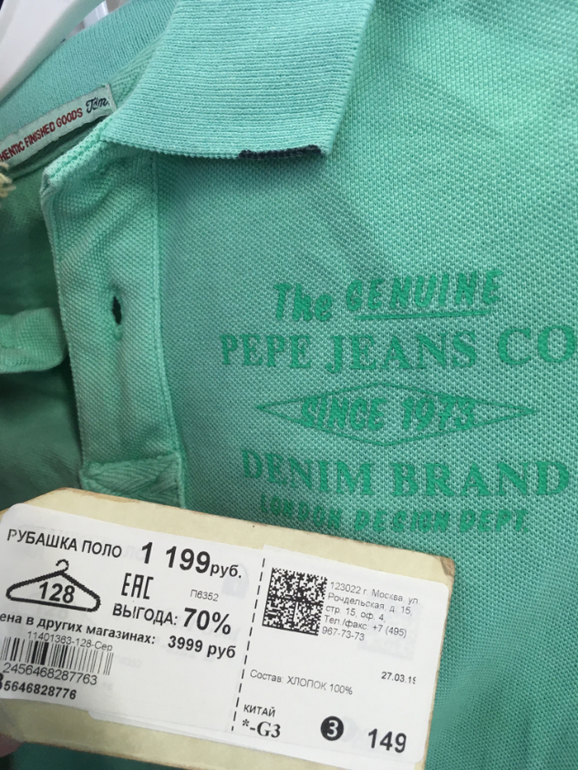 HENTIC FINISHED GOODS
The GENUINE
PEPE JEANS CO
SINCE 1973
DENIM BRAND
LONDON DESIGN DEPT.
РУБАШКА ПОЛО 1 199руб.
128
ЕАС
П6352
ВЫГОДА: 70%
ена в других магазинах: 3999 руб
11401363-128-Сер
2456468287763
5646828776
123022 г. Москва, ул.
Рочдельская, д. 15,
стр. 15, оф. 4,
Тел./факс: +7 (495)
967-73-73
27.03.15
Состав: ХЛОПОК 100%
КИТАЙ
*-G3
3
149